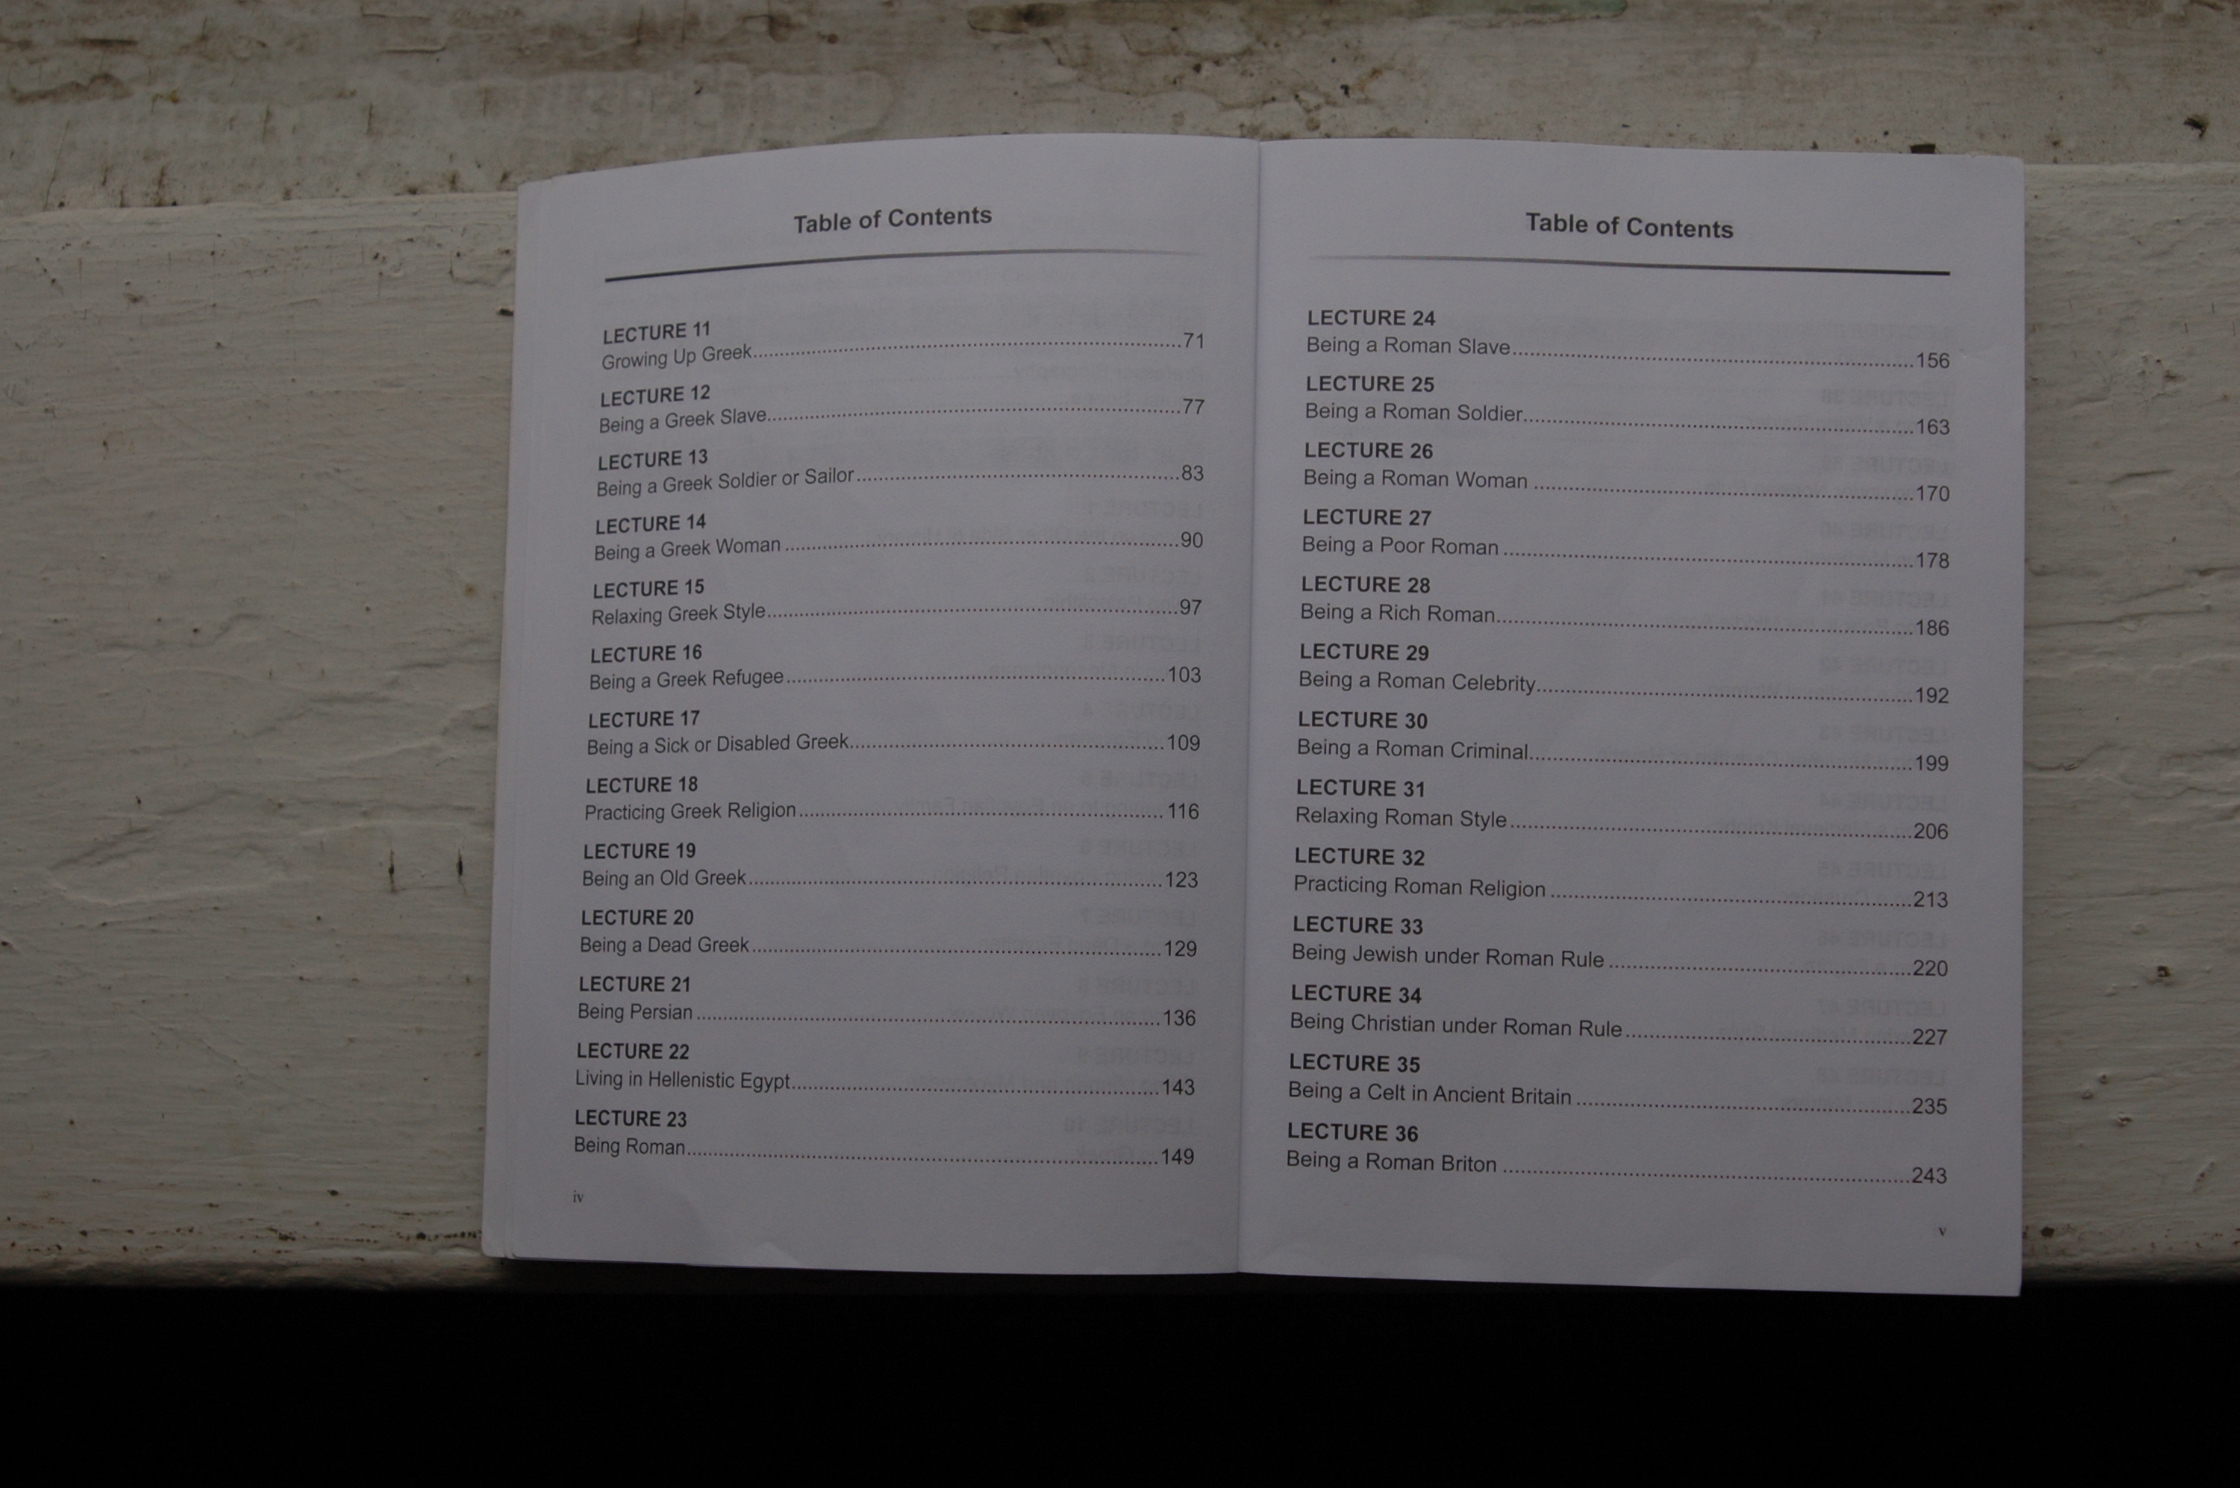 Table of Contents
LECTURE 11
Growing Up Greek....................71
LECTURE 12
Being a Greek Slave....................77
LECTURE 13
Being a Greek Soldier or Sailor....................83
LECTURE 14
Being a Greek Woman....................90
LECTURE 15
Relaxing Greek Style....................97
LECTURE 16
Being a Greek Refugee....................103
LECTURE 17
Being a Sick or Disabled Greek....................109
LECTURE 18
Practicing Greek Religion....................116
LECTURE 19
Being an Old Greek....................123
LECTURE 20
Being a Dead Greek....................129
LECTURE 21
Being Persian....................136
LECTURE 22
Living in Hellenistic Egypt....................143
LECTURE 23
Being Roman....................149
iv
Table of Contents
LECTURE 24
Being a Roman Slave....................156
LECTURE 25
Being a Roman Soldier....................163
LECTURE 26
Being a Roman Woman....................170
LECTURE 27
Being a Poor Roman....................178
LECTURE 28
Being a Rich Roman....................186
LECTURE 29
Being a Roman Celebrity....................192
LECTURE 30
Being a Roman Criminal....................199
LECTURE 31
Relaxing Roman Style....................206
LECTURE 32
Practicing Roman Religion....................213
LECTURE 33
Being Jewish under Roman Rule....................220
LECTURE 34
Being Christian under Roman Rule....................227
LECTURE 35
Being a Celt in Ancient Britain....................235
LECTURE 36
Being a Roman Briton....................243
v